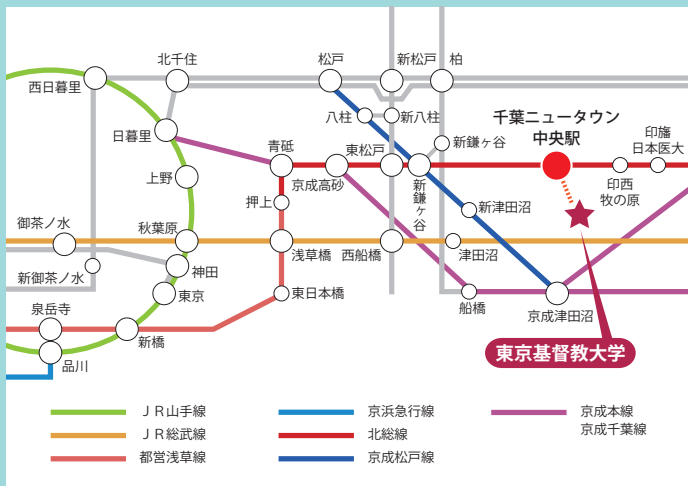 北千住
松戸
新松戸
柏
西日暮里
八柱
新八柱
千葉ニュータウン
中央駅
日暮里
青砥
東松戸
新鎌ヶ谷
印旛
日本医大
上野
京成高砂
新鎌ヶ谷
印西
牧の原
押上
新津田沼
御茶ノ水
秋葉原
浅草橋
西船橋
津田沼
新御茶ノ水
神田
東京
東日本橋
船橋
京成津田沼
泉岳寺
新橋
品川
東京基督教大学
ＪＲ山手線
ＪＲ総武線
都営浅草線
京浜急行線
北総線
京成松戸線
京成本線
京成千葉線